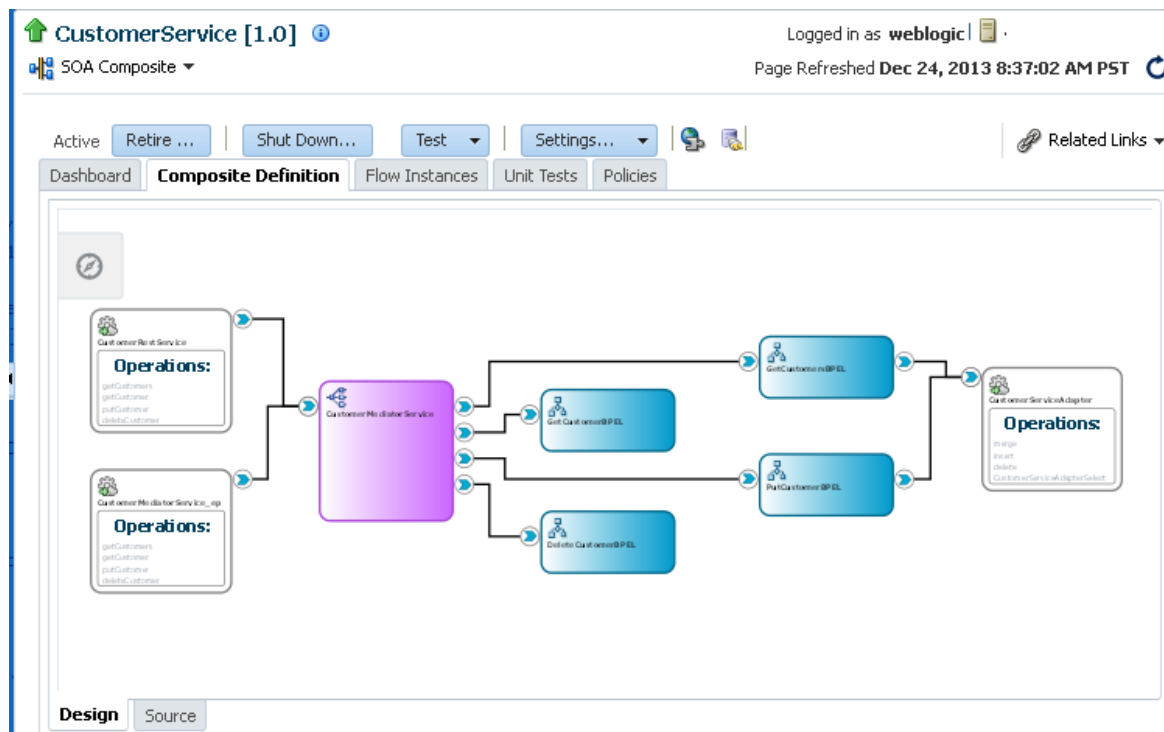 CustomerService [1.0]
Logged in as weblogic
SOA Composite
Page Refreshed Dec 24, 2013 8:37:02 AM PST
Active Retire ... Shut Down... Test Settings... Related Links
Dashboard Composite Definition Flow Instances Unit Tests Policies
CustomerRestService
Operations:
getCustomers
getCustomer
putCustomer
deleteCustomer
CustomerMediatorService_ep
Operations:
getCustomers
getCustomer
putCustomer
deleteCustomer
CustomerMediatorService
GetCustomersBPEL
GetCustomerBPEL
PutCustomerBPEL
DeleteCustomerBPEL
CustomerServiceAdapter
Operations:
merge
insert
delete
CustomerServiceAdapterSelect
Design Source